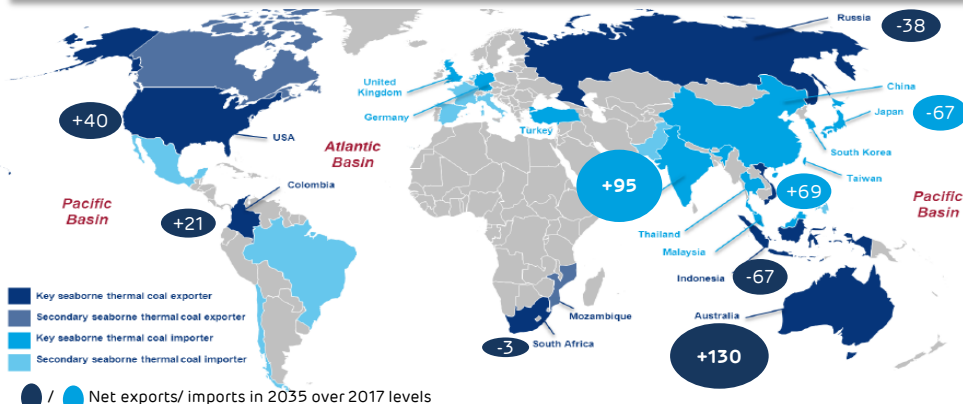 Russia
-38
United
Kingdom
China
+40
Germany
Japan
-67
Turkey
USA
Atlantic
Basin
South Korea
Taiwan
Colombia
+95
+69
Pacific
Basin
Pacific
Basin
+21
Thailand
Malaysia
Indonesia
-67
Key seaborne thermal coal exporter
Secondary seaborne thermal coal exporter
Key seaborne thermal coal importer
Secondary seaborne thermal coal importer
Mozambique
Australia
-3
South Africa
+130
/ Net exports/ imports in 2035 over 2017 levels